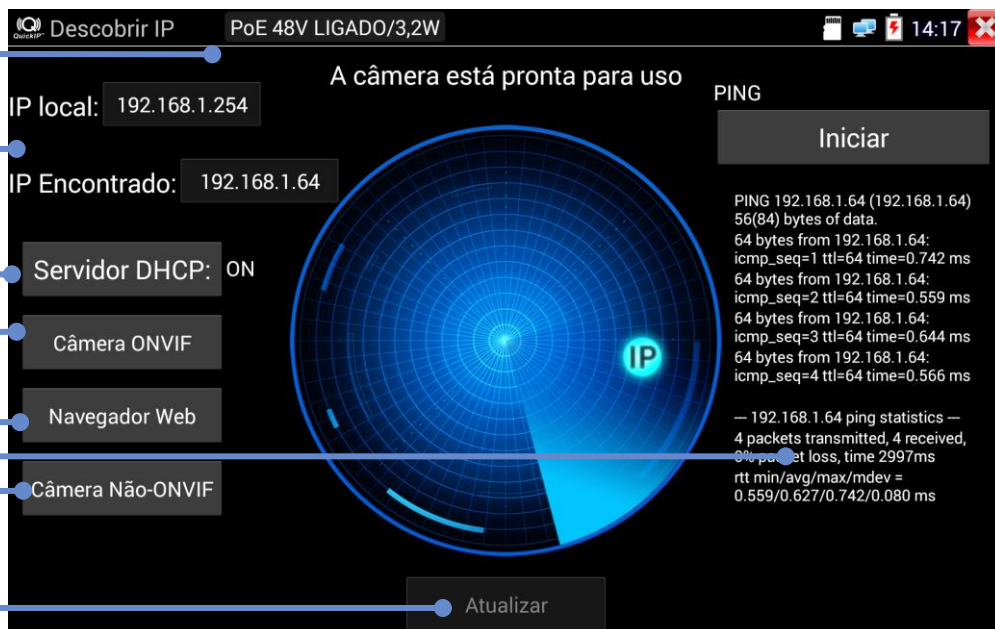 QuickIP
Descobrir IP
PoE 48V LIGADO/3,2W
14:17
A câmera está pronta para uso
IP local: 192.168.1.254
IP Encontrado: 192.168.1.64
Servidor DHCP: ON
Câmera ONVIF
Navegador Web
Câmera Não-ONVIF
IP
Atualizar
PING
Iniciar
PING 192.168.1.64 (192.168.1.64)
56(84) bytes of data.
64 bytes from 192.168.1.64:
icmp_seq=1 ttl=64 time=0.742 ms
64 bytes from 192.168.1.64:
icmp_seq=2 ttl=64 time=0.559 ms
64 bytes from 192.168.1.64:
icmp_seq=3 ttl=64 time=0.644 ms
64 bytes from 192.168.1.64:
icmp_seq=4 ttl=64 time=0.566 ms
--- 192.168.1.64 ping statistics ---
4 packets transmitted, 4 received,
0% packet loss, time 2997ms
rtt min/avg/max/mdev =
0.559/0.627/0.742/0.080 ms